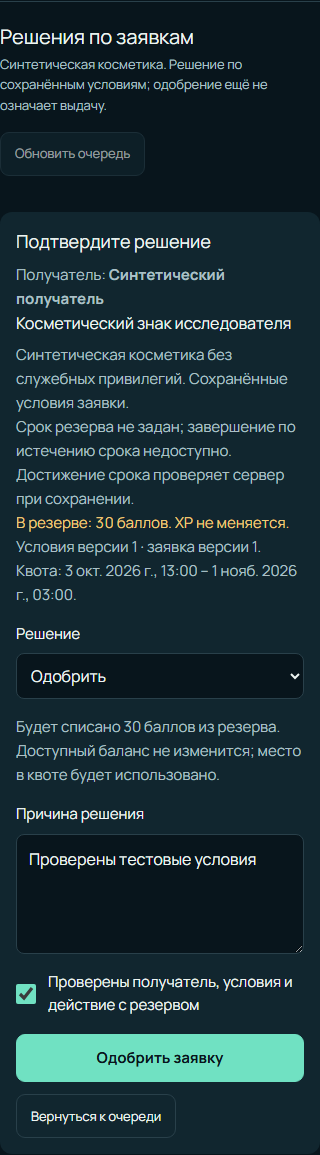 Решения по заявкам
Синтетическая косметика. Решение по
сохранённым условиям; одобрение ещё не
означает выдачу.
Обновить очередь
Подтвердите решение
Получатель: Синтетический
получатель
Косметический знак исследователя
Синтетическая косметика без
служебных привилегий. Сохранённые
условия заявки.
Срок резерва не задан; завершение по
истечению срока недоступно.
Достижение срока проверяет сервер
при сохранении.
В резерве: 30 баллов. XP не меняется.
Условия версии 1 · заявка версии 1.
Квота: 3 окт. 2026 г., 13:00 – 1 нояб. 2026
г., 03:00.
Решение
Одобрить
Будет списано 30 баллов из резерва.
Доступный баланс не изменится; место
в квоте будет использовано.
Причина решения
Проверены тестовые условия
Проверены получатель, условия и
действие с резервом
Одобрить заявку
Вернуться к очереди